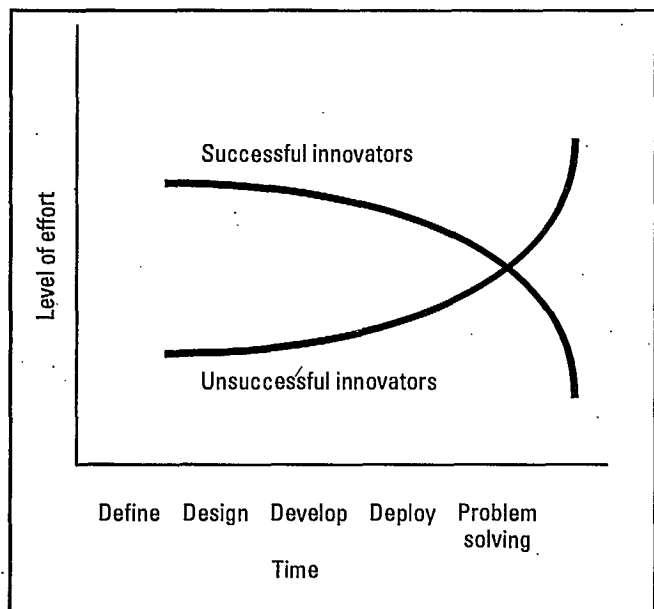 Successful innovators
Level of effort
Unsuccessful innovators
Define Design Develop Deploy Problem
solving
Time